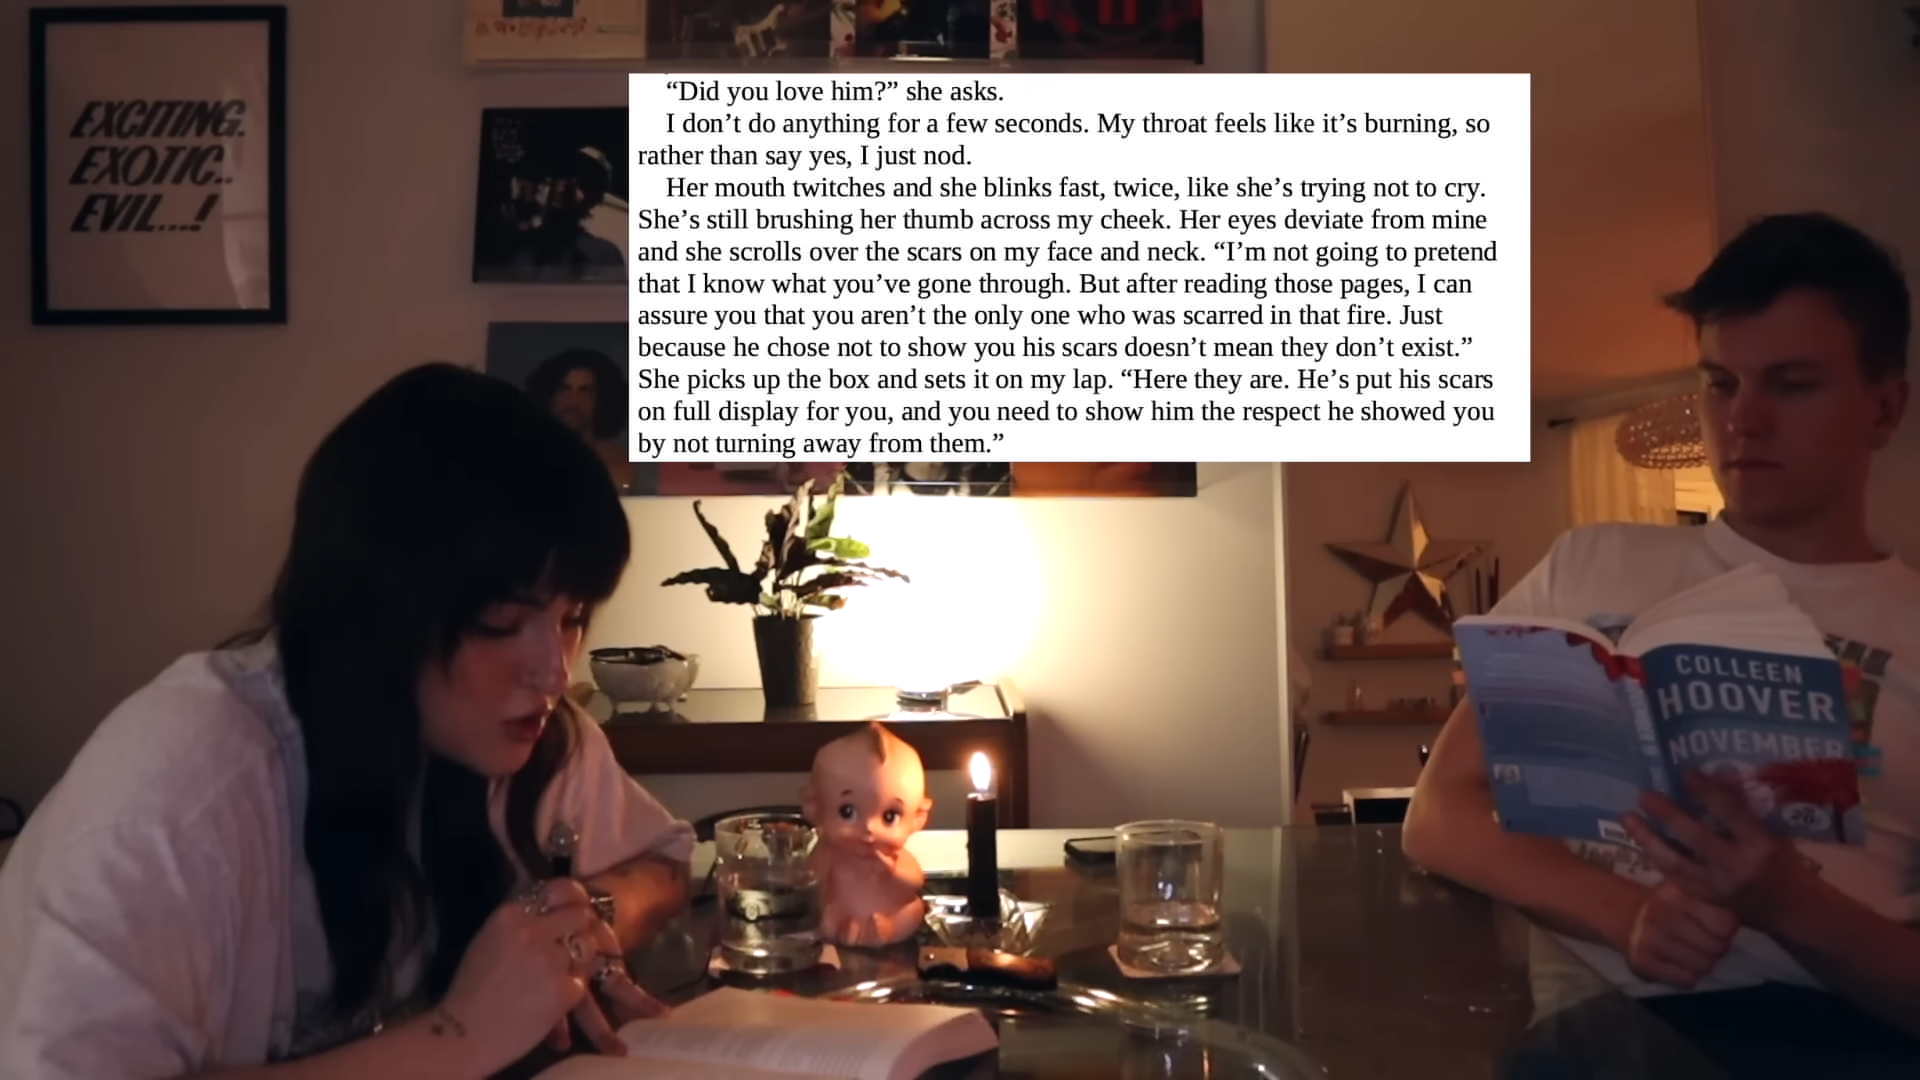 EXCITING.
EXOTIC..
EVIL...!
“Did you love him?” she asks.
I don’t do anything for a few seconds. My throat feels like it’s burning, so
rather than say yes, I just nod.
Her mouth twitches and she blinks fast, twice, like she’s trying not to cry.
She’s still brushing her thumb across my cheek. Her eyes deviate from mine
and she scrolls over the scars on my face and neck. “I’m not going to pretend
that I know what you’ve gone through. But after reading those pages, I can
assure you that you aren’t the only one who was scarred in that fire. Just
because he chose not to show you his scars doesn’t mean they don’t exist.”
She picks up the box and sets it on my lap. “Here they are. He’s put his scars
on full display for you, and you need to show him the respect he showed you
by not turning away from them.”
COLLEEN
HOOVER
NOVEMBER